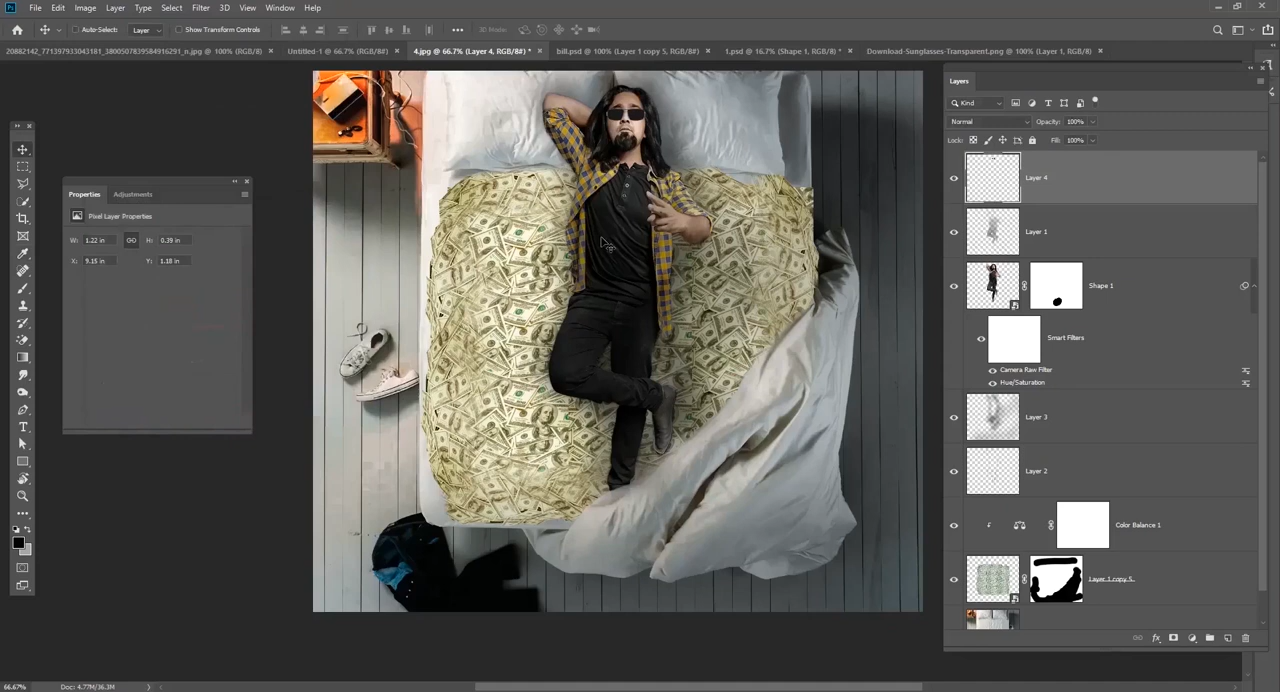 Ps File Edit Image Layer Type Select Filter 3D View Window Help
Auto-Select: Layer Show Transform Controls 3D Mode:
20882142_771397933043181_3800507839584916291_n.jpg @ 100% (RGB/8) × Untitled-1 @ 66.7% (RGB/8#) × 4.jpg @ 66.7% (Layer 4, RGB/8#) * × bill.psd @ 100% (Layer 1 copy 5, RGB/8#) × 1.psd @ 16.7% (Shape 1, RGB/8#) * × Download-Sunglasses-Transparent.png @ 100% (Layer 1, RGB/8) ×
Layers
Kind
Normal Opacity: 100%
Lock: Fill: 100%
Layer 4
Layer 1
Shape 1
Smart Filters
Camera Raw Filter
Hue/Saturation
Layer 3
Layer 2
Color Balance 1
Layer 1 copy 5
Properties Adjustments
Pixel Layer Properties
W: 1.22 in H: 0.39 in
X: 9.15 in Y: 1.18 in
fx
66.67% Doc: 4.77M/36.3M